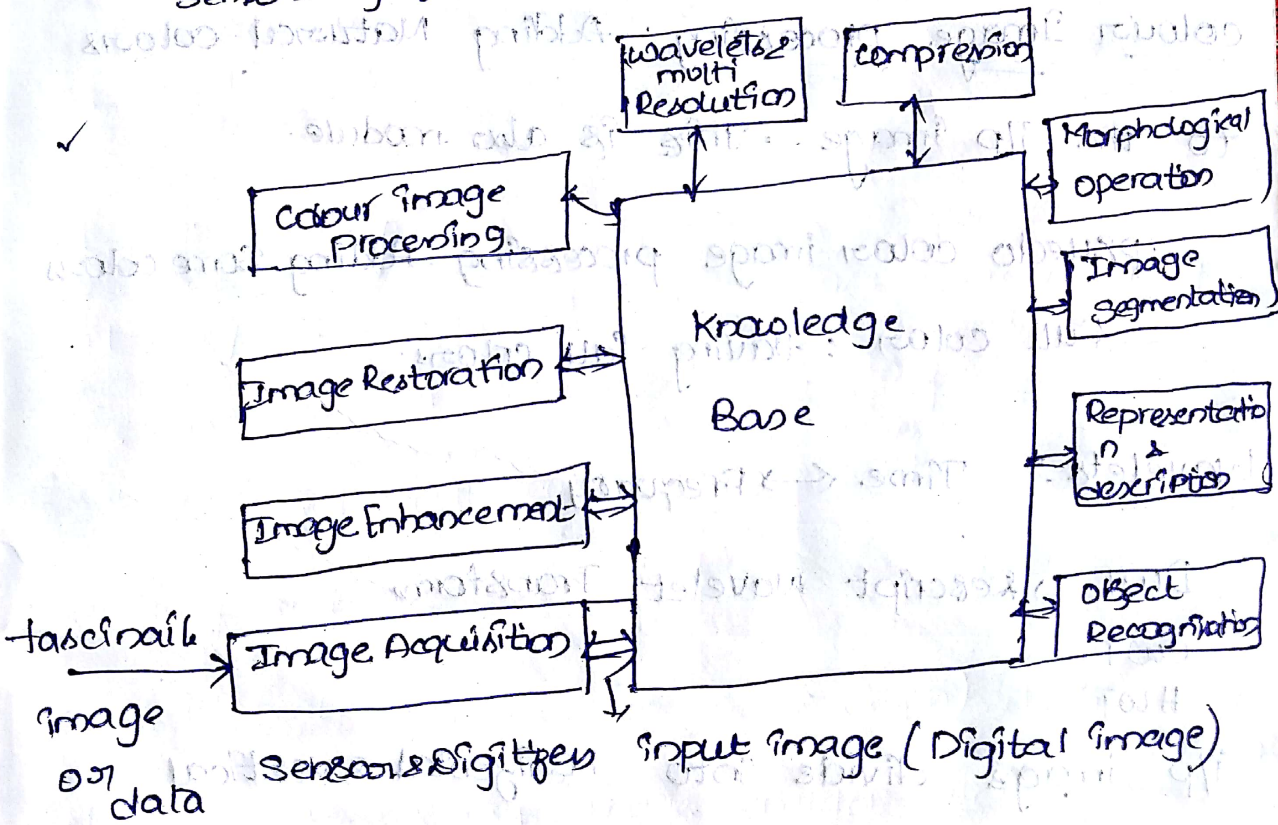 wavelets &
multi
Resolution
compression
Morphological
operation
Colour image
processing.
Image
Segmentation
Knowledge
Base
Image Restoration
Representatio
n &
description
Image Enhancement
Object
Recognisation
Image Acquisition
image
or
data
Sensors & Digitizers
input image (Digital image)